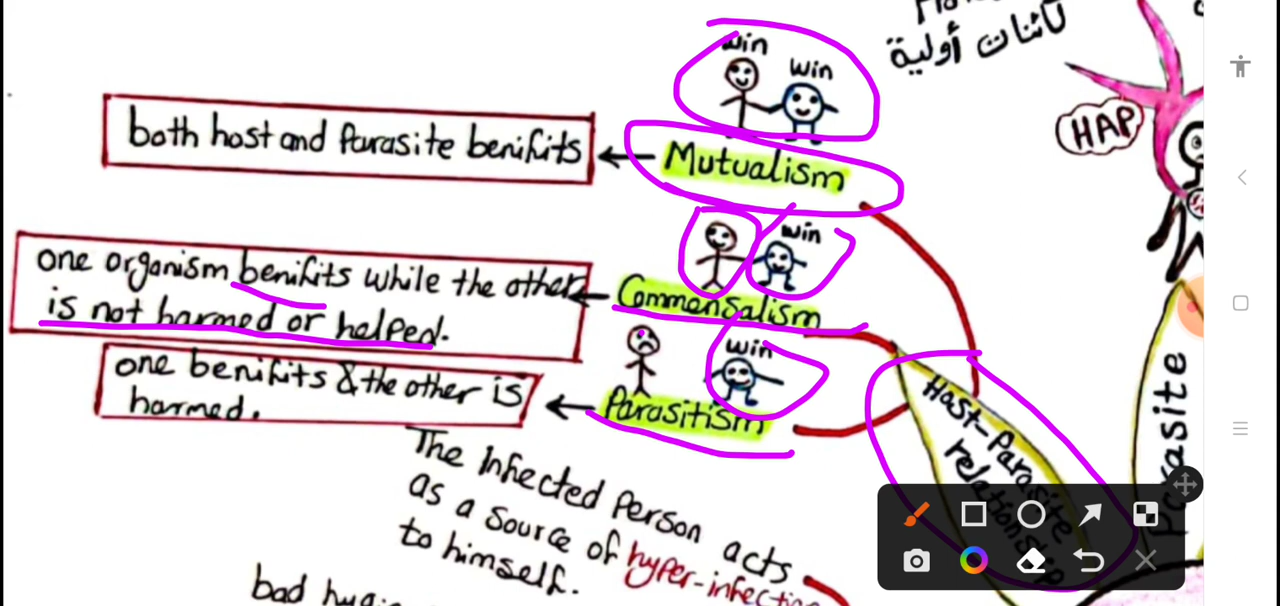 win
win
both host and Parasite benifits
Mutualism
win
one organism benifits while the other
is not harmed or helped.
Commensalism
win
one benifits & the other is
harmed.
Parasitism
Host-Parasite
relationship
The Infected Person acts
as a source of hyper-infection
to himself.
bad
كائنات أولية
HAP
Parasite